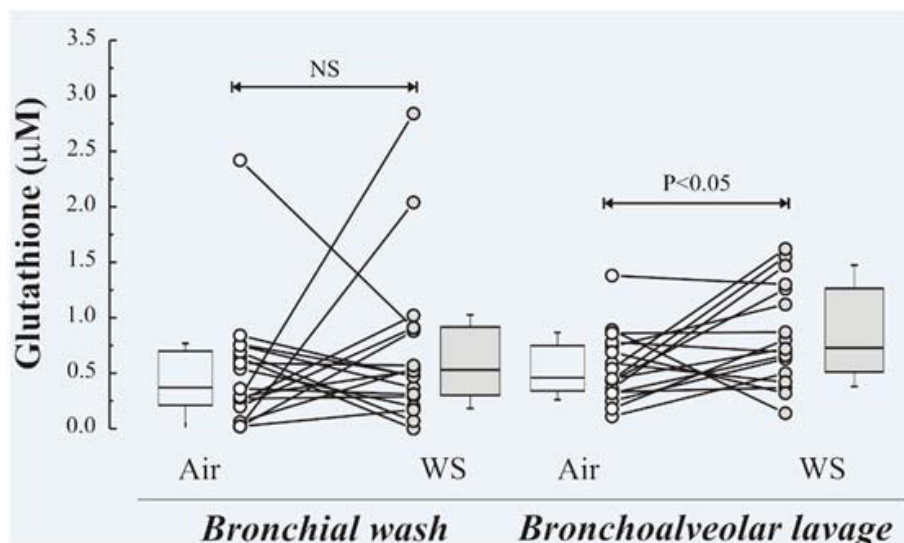 3.5
NS
3.0
Glutathione (μM)
2.5
P<0.05
2.0
1.5
1.0
0.5
0.0
Air WS Air WS
Bronchial wash Bronchoalveolar lavage